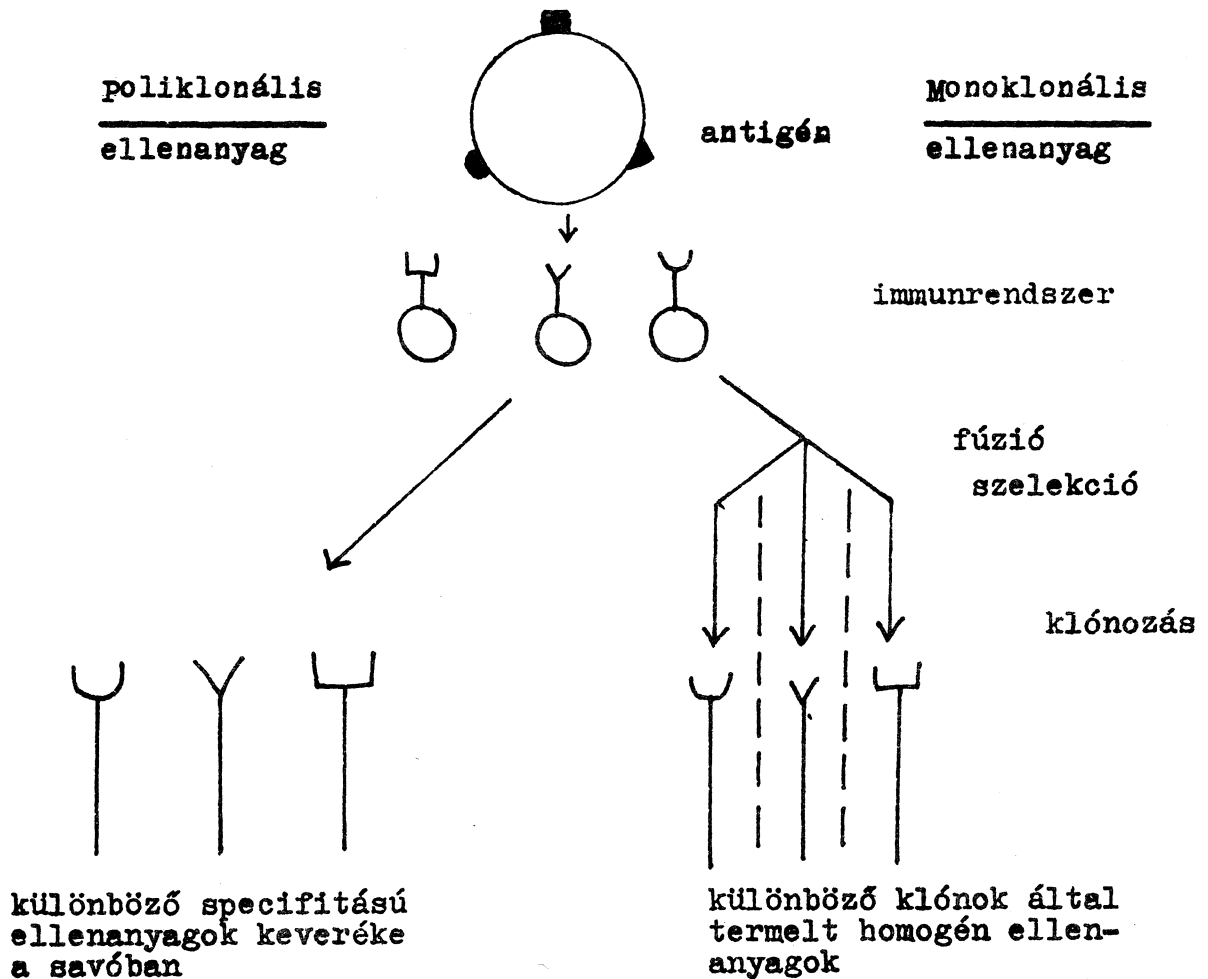 poliklonális
ellenanyag
antigén
Monoklonális
ellenanyag
immunrendszer
fúzió
szelekció
klónozás
különböző specifitású
ellenanyagok keveréke
a savóban
különböző klónok által
termelt homogén ellen-
anyagok